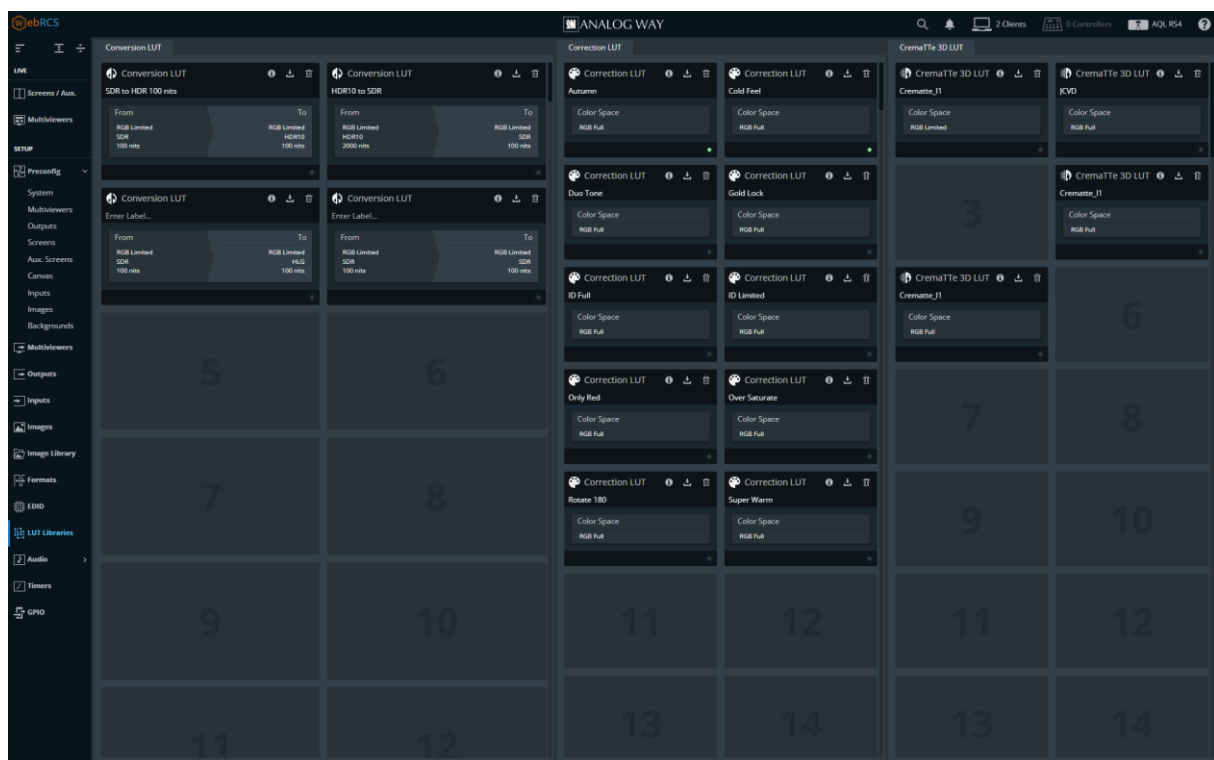 WebRCS
ANALOG WAY
2 Clients
0 Controllers
AQL RS4
LIVE
Screens / Aux.
Multiviewers
SETUP
Preconfig
System
Multiviewers
Outputs
Screens
Aux. Screens
Canvas
Inputs
Images
Backgrounds
Multiviewers
Outputs
Inputs
Images
Image Library
Formats
EDID
LUT Libraries
Audio
Timers
GPIO
Conversion LUT
Conversion LUT
SDR to HDR 100 nits
From To
RGB Limited RGB Limited
SDR HDR10
100 nits 100 nits
Conversion LUT
HDR10 to SDR
From To
RGB Limited RGB Limited
HDR10 SDR
2000 nits 100 nits
Conversion LUT
Enter Label...
From To
RGB Limited RGB Limited
SDR HLG
100 nits 100 nits
Conversion LUT
Enter Label...
From To
RGB Limited RGB Limited
SDR SDR
100 nits 100 nits
5
6
7
8
9
10
11
12
Correction LUT
Correction LUT
Autumn
Color Space
RGB Full
Correction LUT
Cold Feel
Color Space
RGB Full
Correction LUT
Duo Tone
Color Space
RGB Full
Correction LUT
Gold Lock
Color Space
RGB Full
Correction LUT
ID Full
Color Space
RGB Full
Correction LUT
ID Limited
Color Space
RGB Full
Correction LUT
Only Red
Color Space
RGB Full
Correction LUT
Over Saturate
Color Space
RGB Full
Correction LUT
Rotate 180
Color Space
RGB Full
Correction LUT
Super Warm
Color Space
RGB Full
11
12
13
14
CremaTTe 3D LUT
CremaTTe 3D LUT
Crematte_I1
Color Space
RGB Limited
CremaTTe 3D LUT
JCVD
Color Space
RGB Full
3
CremaTTe 3D LUT
Crematte_I1
Color Space
RGB Full
CremaTTe 3D LUT
Crematte_I1
Color Space
RGB Full
6
7
8
9
10
11
12
13
14